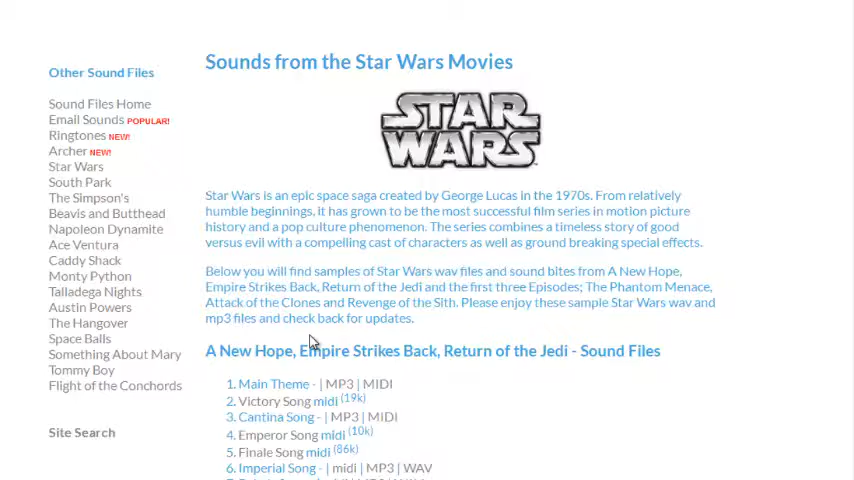 Other Sound Files
Sound Files Home
Email Sounds POPULAR!
Ringtones NEW!
Archer NEW!
Star Wars
South Park
The Simpson's
Beavis and Butthead
Napoleon Dynamite
Ace Ventura
Caddy Shack
Monty Python
Talladega Nights
Austin Powers
The Hangover
Space Balls
Something About Mary
Tommy Boy
Flight of the Conchords
Site Search
Sounds from the Star Wars Movies
STAR
WARS
Star Wars is an epic space saga created by George Lucas in the 1970s. From relatively
humble beginnings, it has grown to be the most successful film series in motion picture
history and a pop culture phenomenon. The series combines a timeless story of good
versus evil with a compelling cast of characters as well as ground breaking special effects.
Below you will find samples of Star Wars wav files and sound bites from A New Hope,
Empire Strikes Back, Return of the Jedi and the first three Episodes; The Phantom Menace,
Attack of the Clones and Revenge of the Sith. Please enjoy these sample Star Wars wav and
mp3 files and check back for updates.
A New Hope, Empire Strikes Back, Return of the Jedi - Sound Files
1. Main Theme - | MP3 | MIDI
2. Victory Song midi (19k)
3. Cantina Song - | MP3 | MIDI
4. Emperor Song midi (10k)
5. Finale Song midi (86k)
6. Imperial Song - | midi | MP3 | WAV